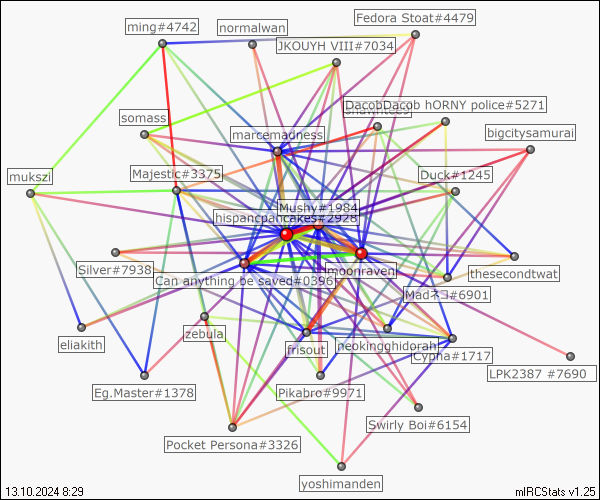 Fedora Stoat#4479
ming#4742
normalwan
JKOUYH VIII#7034
DacobDacob hORNY police#5271
somass
marcemadness
bigcitysamurai
mukszi
Majestic#3375
Duck#1245
Mushy#1984
hispancpancakes#2928
Silver#7938
moonraven
thesecondtwat
Can anything be saved#0396
Madネコ#6901
eliakith
zebula
frisout
neokingghidorah
Cypha#1717
LPK2387 #7690
Eg.Master#1378
Pikabro#9971
Swirly Boi#6154
Pocket Persona#3326
yoshimanden
13.10.2024 8:29
mIRCStats v1.25